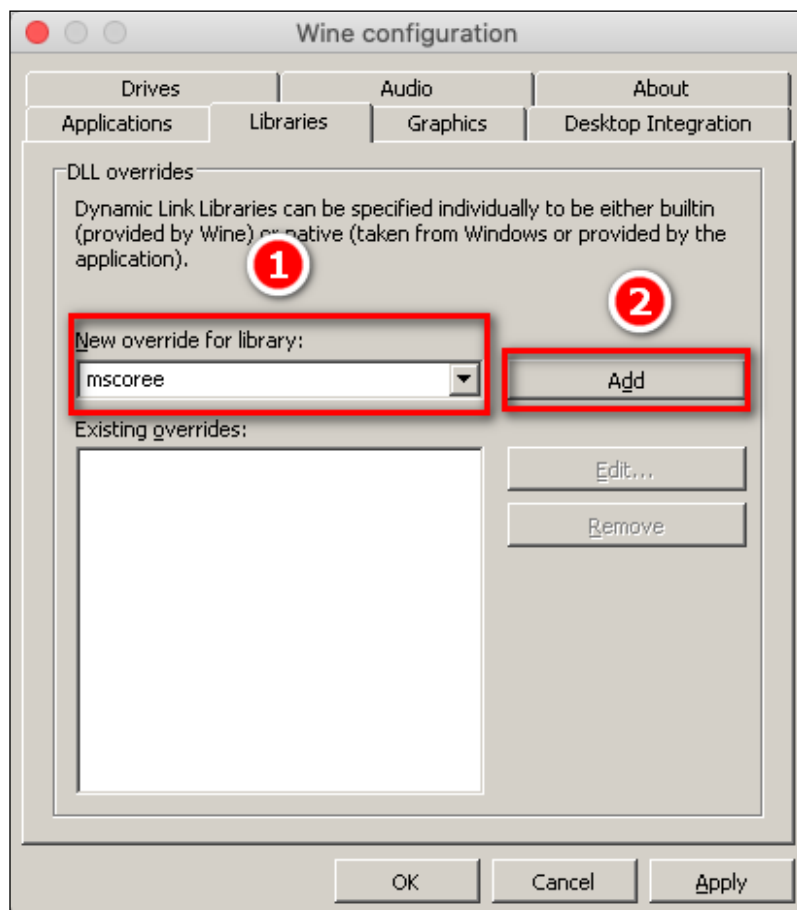 Wine configuration
Drives
Audio
About
Applications
Libraries
Graphics
Desktop Integration
DLL overrides
Dynamic Link Libraries can be specified individually to be either builtin
(provided by Wine) or native (taken from Windows or provided by the
application).
1
2
New override for library:
mscoree
Add
Existing overrides:
Edit...
Remove
OK
Cancel
Apply